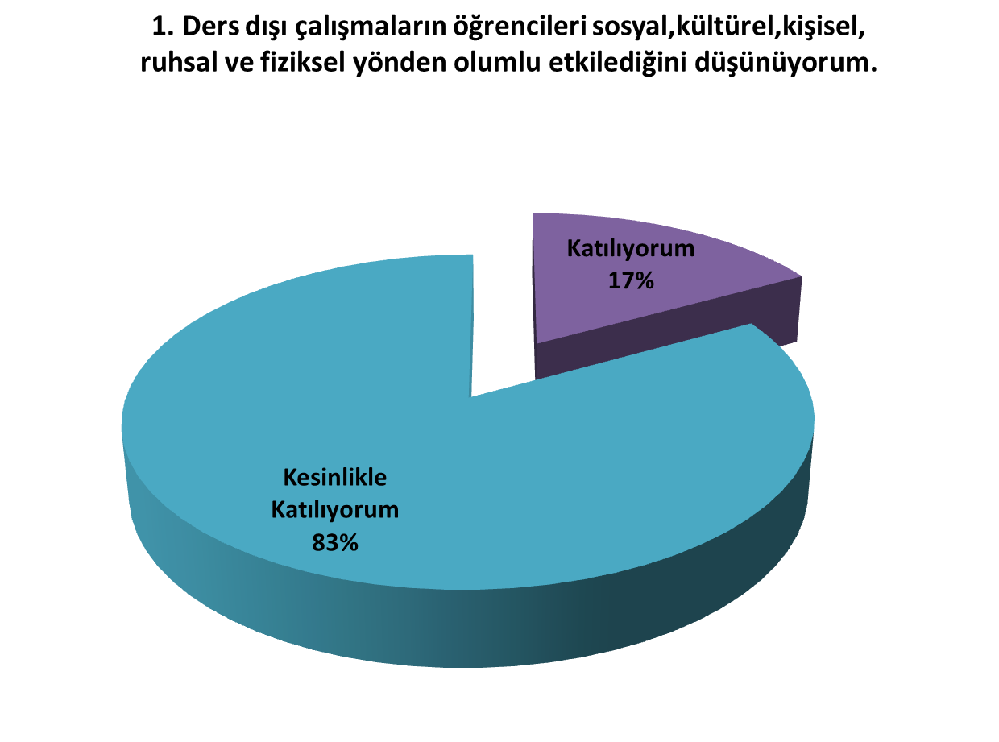 1. Ders dışı çalışmaların öğrencileri sosyal,kültürel,kişisel,
ruhsal ve fiziksel yönden olumlu etkilediğini düşünüyorum.
Katılıyorum
17%
Kesinlikle
Katılıyorum
83%